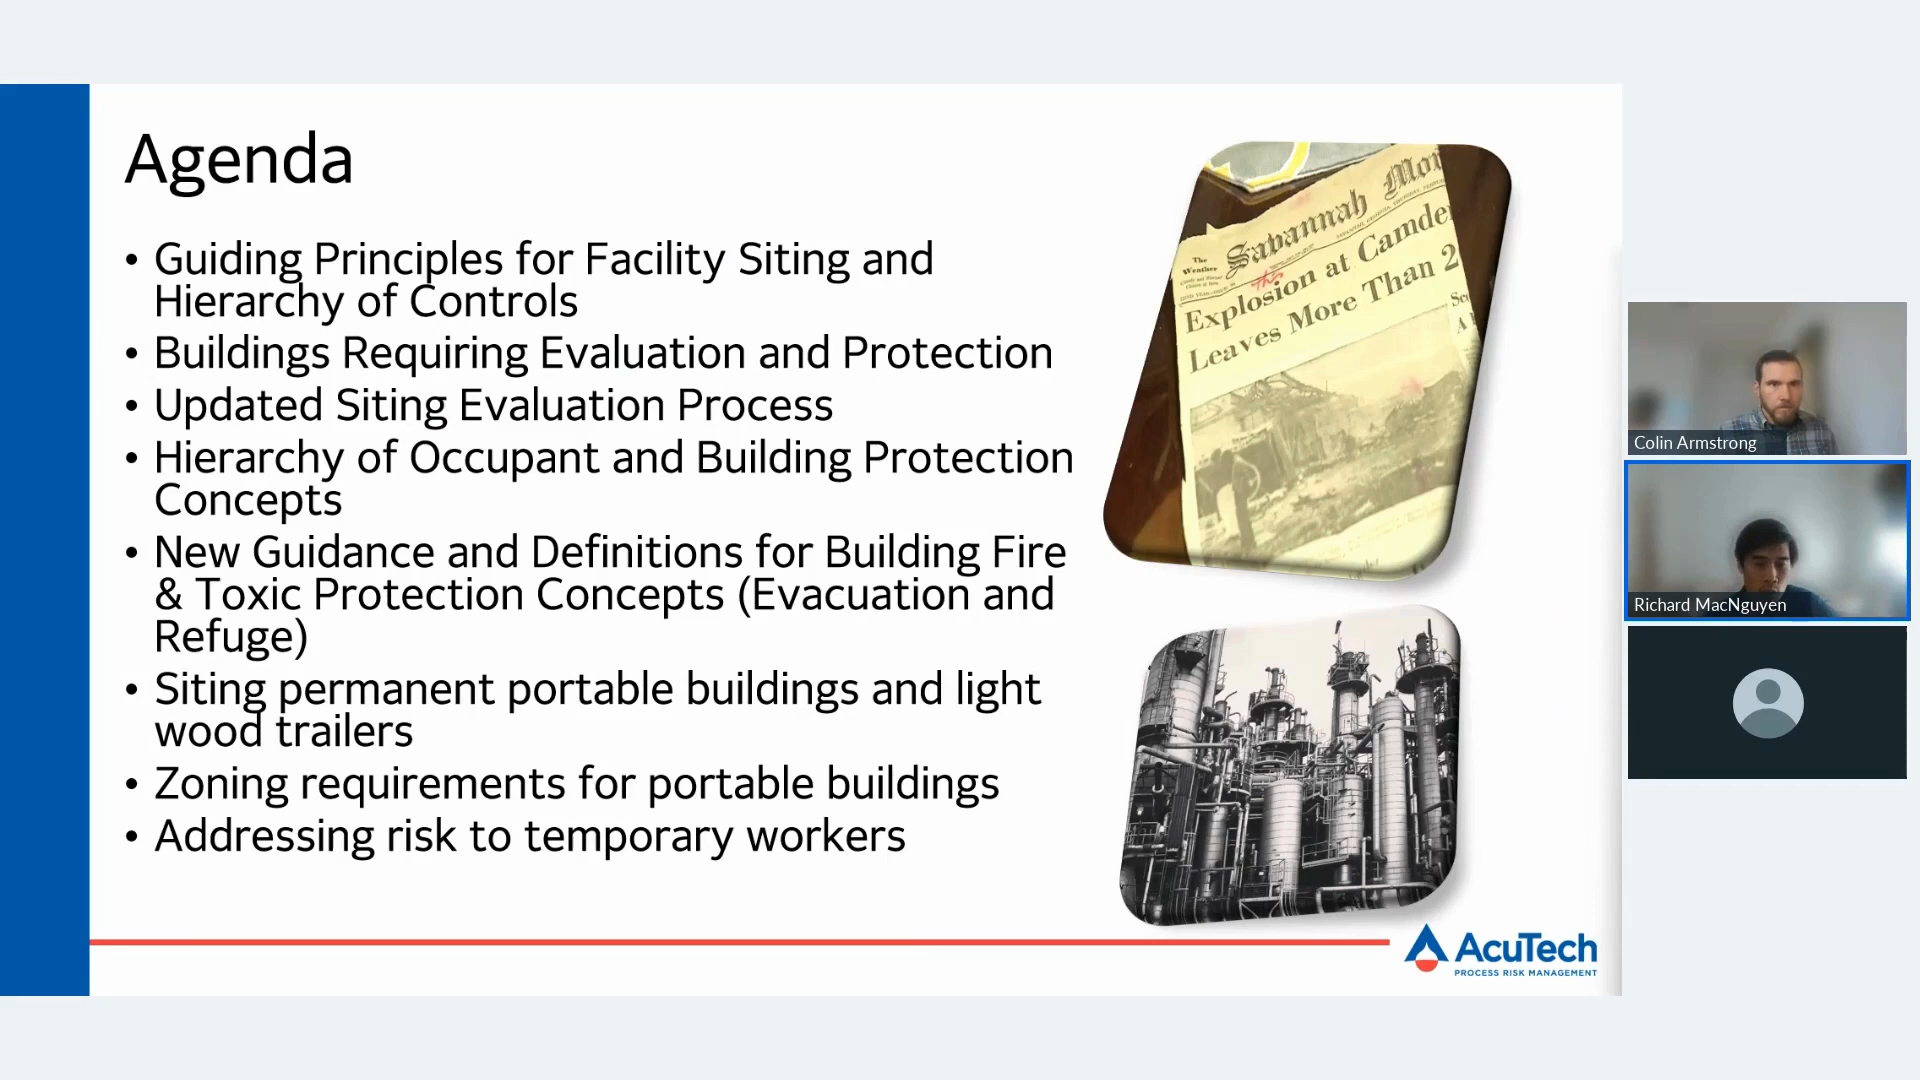 Agenda
• Guiding Principles for Facility Siting and
Hierarchy of Controls
• Buildings Requiring Evaluation and Protection
• Updated Siting Evaluation Process
• Hierarchy of Occupant and Building Protection
Concepts
• New Guidance and Definitions for Building Fire
& Toxic Protection Concepts (Evacuation and
Refuge)
• Siting permanent portable buildings and light
wood trailers
• Zoning requirements for portable buildings
• Addressing risk to temporary workers
Savannah Mor
The
Weather
Explosion at Camde
Leaves More Than 2
AcuTech
PROCESS RISK MANAGEMENT
Colin Armstrong
Richard MacNguyen